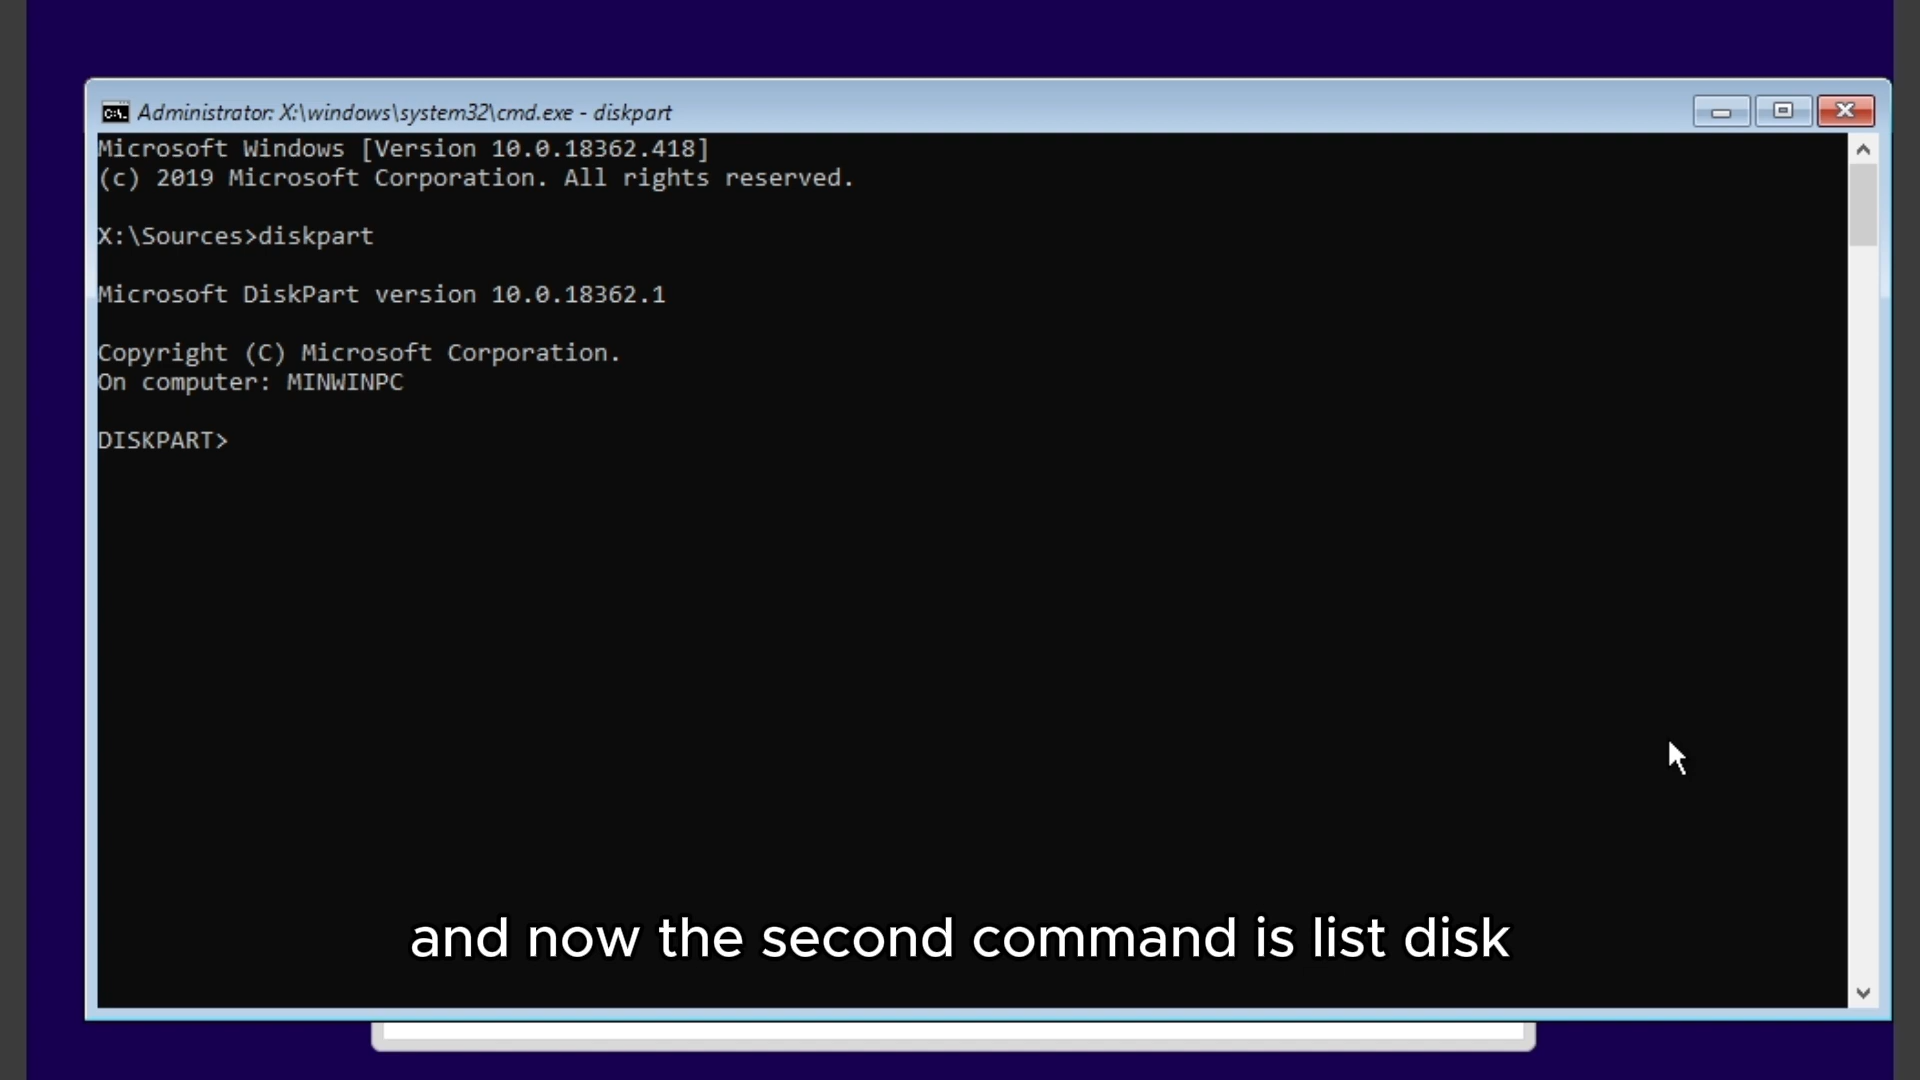 Administrator: X:\windows\system32\cmd.exe - diskpart
Microsoft Windows [Version 10.0.18362.418]
(c) 2019 Microsoft Corporation. All rights reserved.
X:\Sources>diskpart
Microsoft DiskPart version 10.0.18362.1
Copyright (C) Microsoft Corporation.
On computer: MINWINPC
DISKPART>
and now the second command is list disk